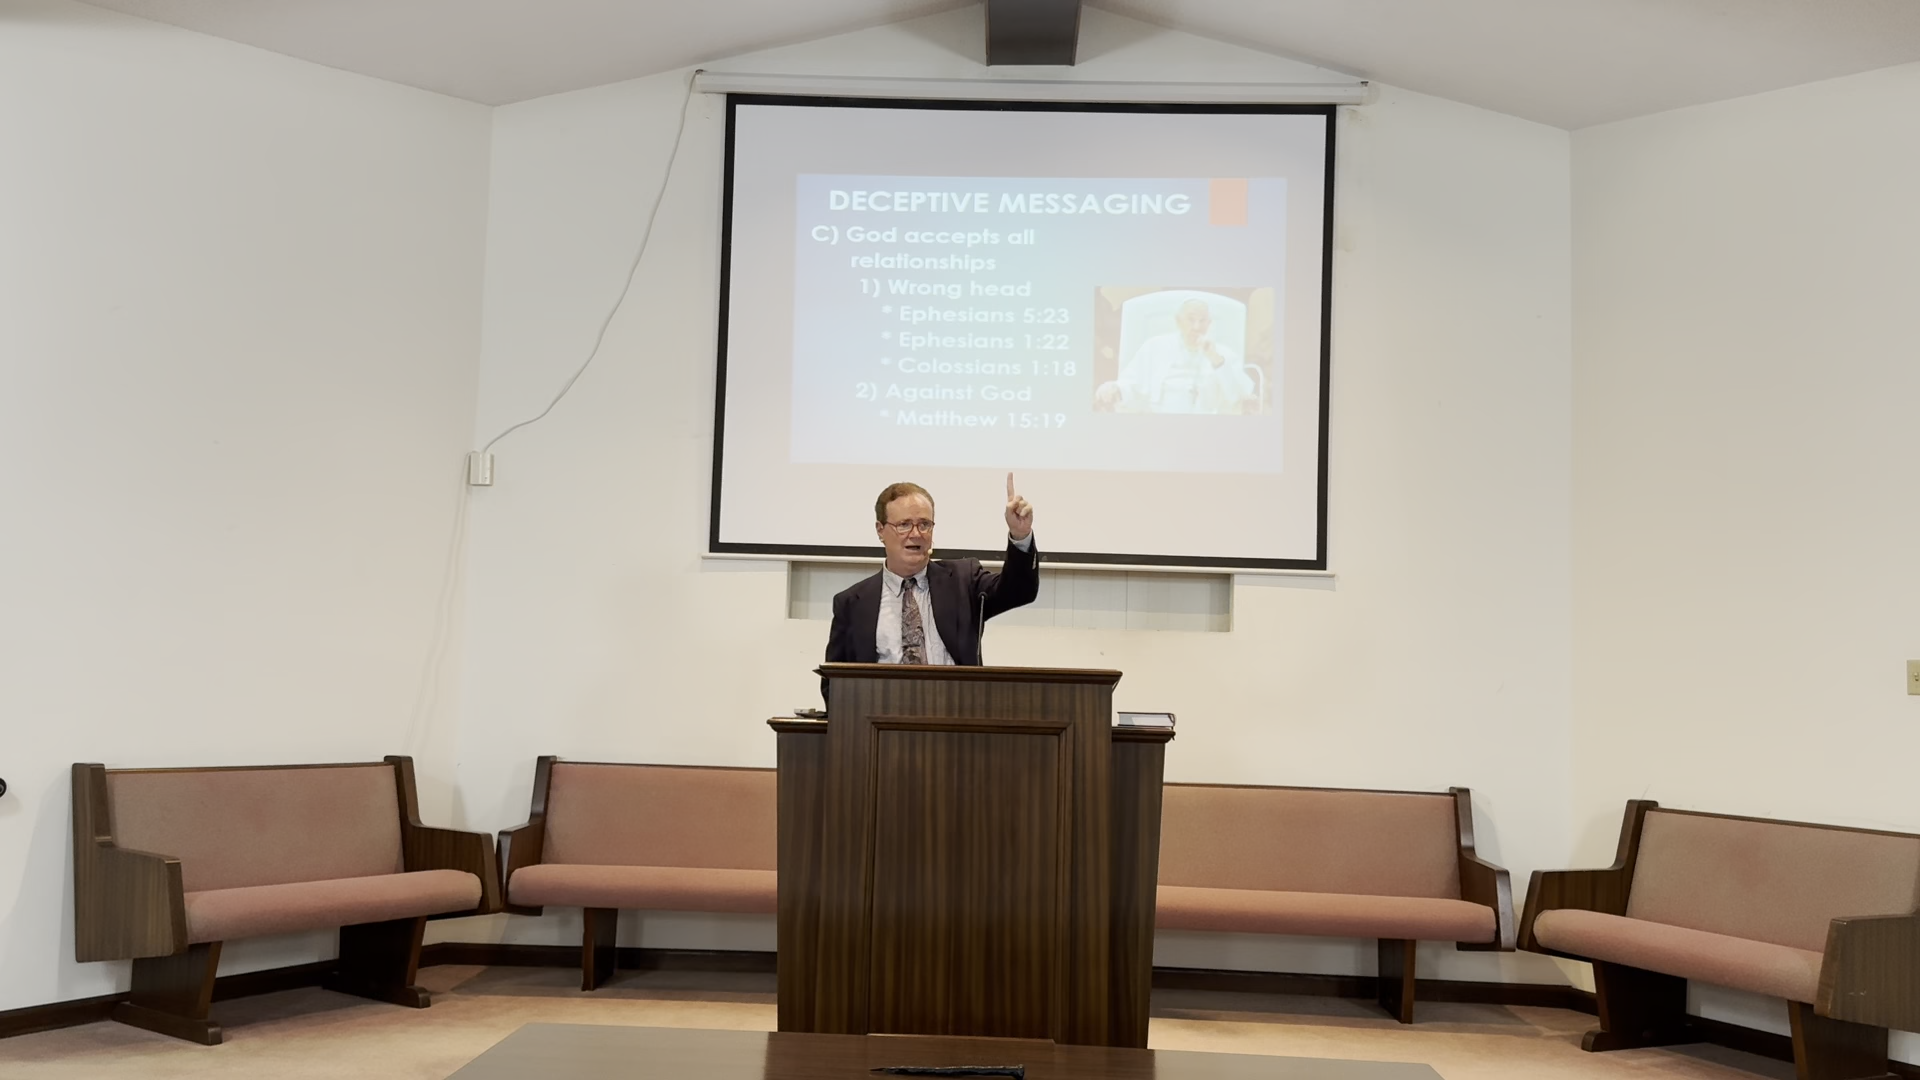 DECEPTIVE MESSAGING
C) God accepts all
relationships
1) Wrong head
* Ephesians 5:23
* Ephesians 1:22
* Colossians 1:18
2) Against God
* Matthew 15:19